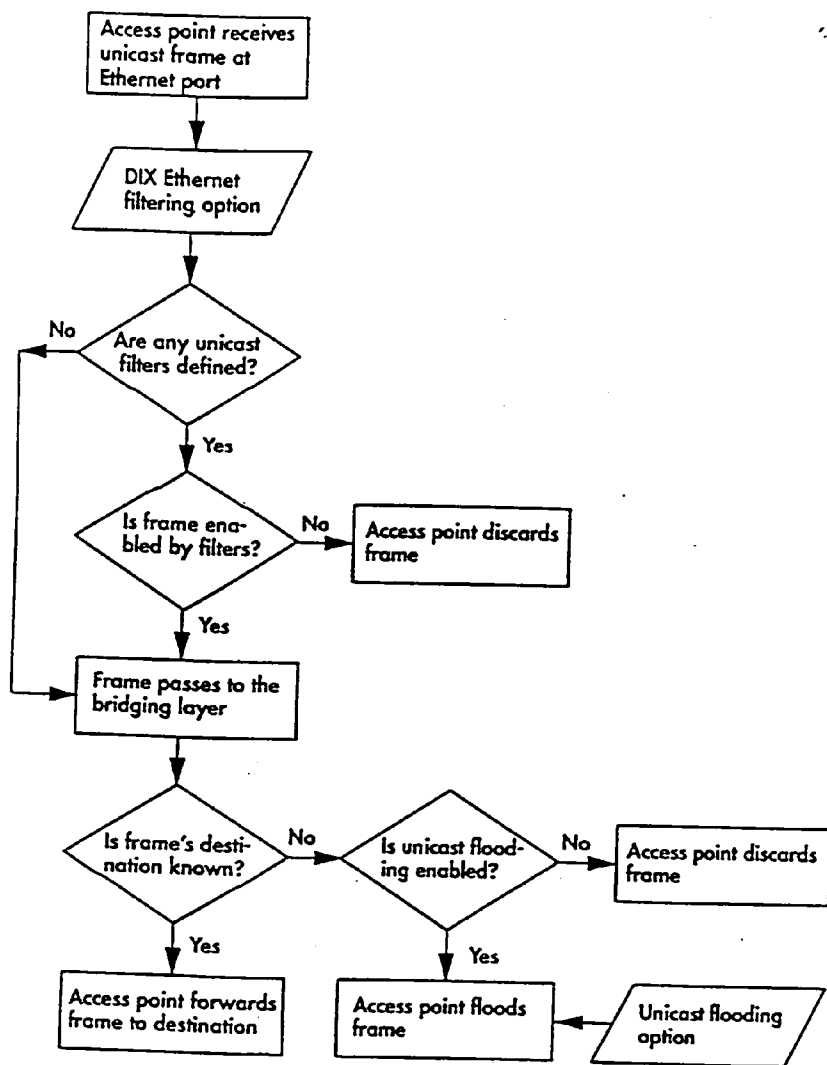 Access point receives
unicast frame at
Ethernet port
DIX Ethernet
filtering option
No
Are any unicast
filters defined?
Yes
Is frame ena-
bled by filters?
No
Access point discards
frame
Yes
Frame passes to the
bridging layer
Is frame's desti-
nation known?
No
Is unicast flood-
ing enabled?
No
Access point discards
frame
Yes
Yes
Access point forwards
frame to destination
Access point floods
frame
Unicast flooding
option